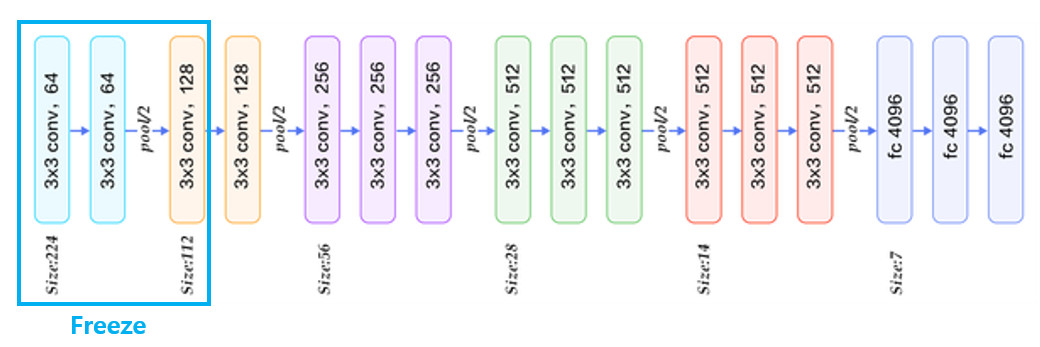 3x3 conv, 64
3x3 conv, 64
pool/2
3x3 conv, 128
3x3 conv, 128
pool/2
3x3 conv, 256
3x3 conv, 256
3x3 conv, 256
pool/2
3x3 conv, 512
3x3 conv, 512
3x3 conv, 512
pool/2
3x3 conv, 512
3x3 conv, 512
3x3 conv, 512
pool/2
fc 4096
fc 4096
fc 4096
Size:224
Size:112
Size:56
Size:28
Size:14
Size:7
Freeze